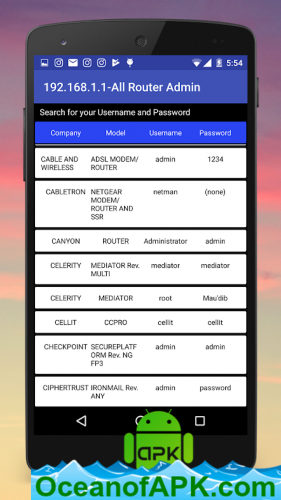 5:54
192.168.1.1-All Router Admin
Search for your Username and Password
Company Model Username Password
CABLE AND WIRELESS ADSL MODEM/ ROUTER admin 1234
CABLETRON NETGEAR MODEM/ ROUTER AND SSR netman (none)
CANYON ROUTER Administrator admin
CELERITY MEDIATOR Rev. MULTI mediator mediator
CELERITY MEDIATOR root Mau'dib
CELLIT CCPRO cellit cellit
CHECKPOINT SECUREPLATF ORM Rev. NG FP3 admin admin
CIPHERTRUST IRONMAIL Rev. ANY admin password
APK
OceanofAPK.com